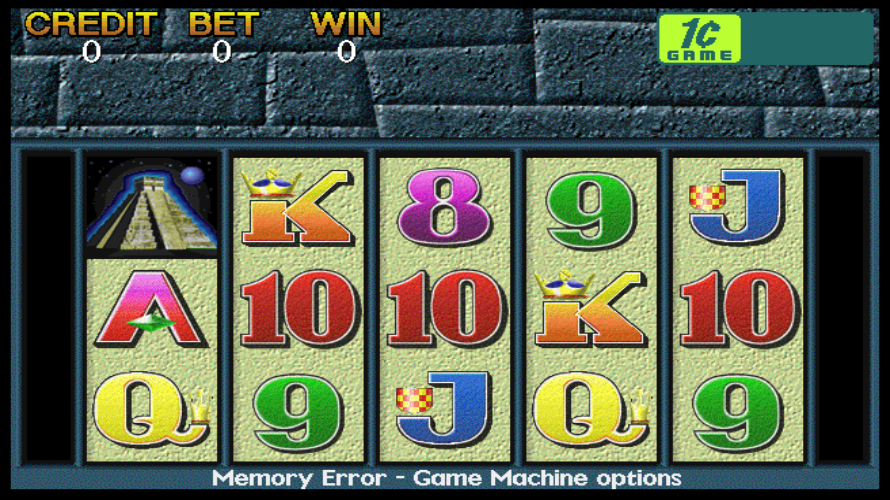 CREDIT BET WIN
0 0 0
1¢
GAME
K 8 9 J
A 10 10 K 10
Q 9 J Q 9
Memory Error - Game Machine options